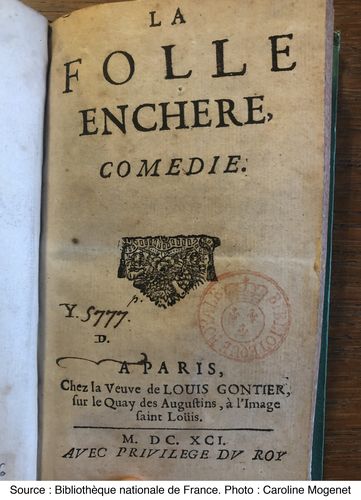 LA
FOLLE
ENCHERE,
COMEDIE.
Y. 5777.
D.
A PARIS,
Chez la Veuve de LOUIS GONTIER,
sur le Quay des Augustins, à l'Image
saint Loüis.
M. DC. XCI.
AVEC PRIVILEGE DV ROY
Source : Bibliothèque nationale de France. Photo : Caroline Mogenet